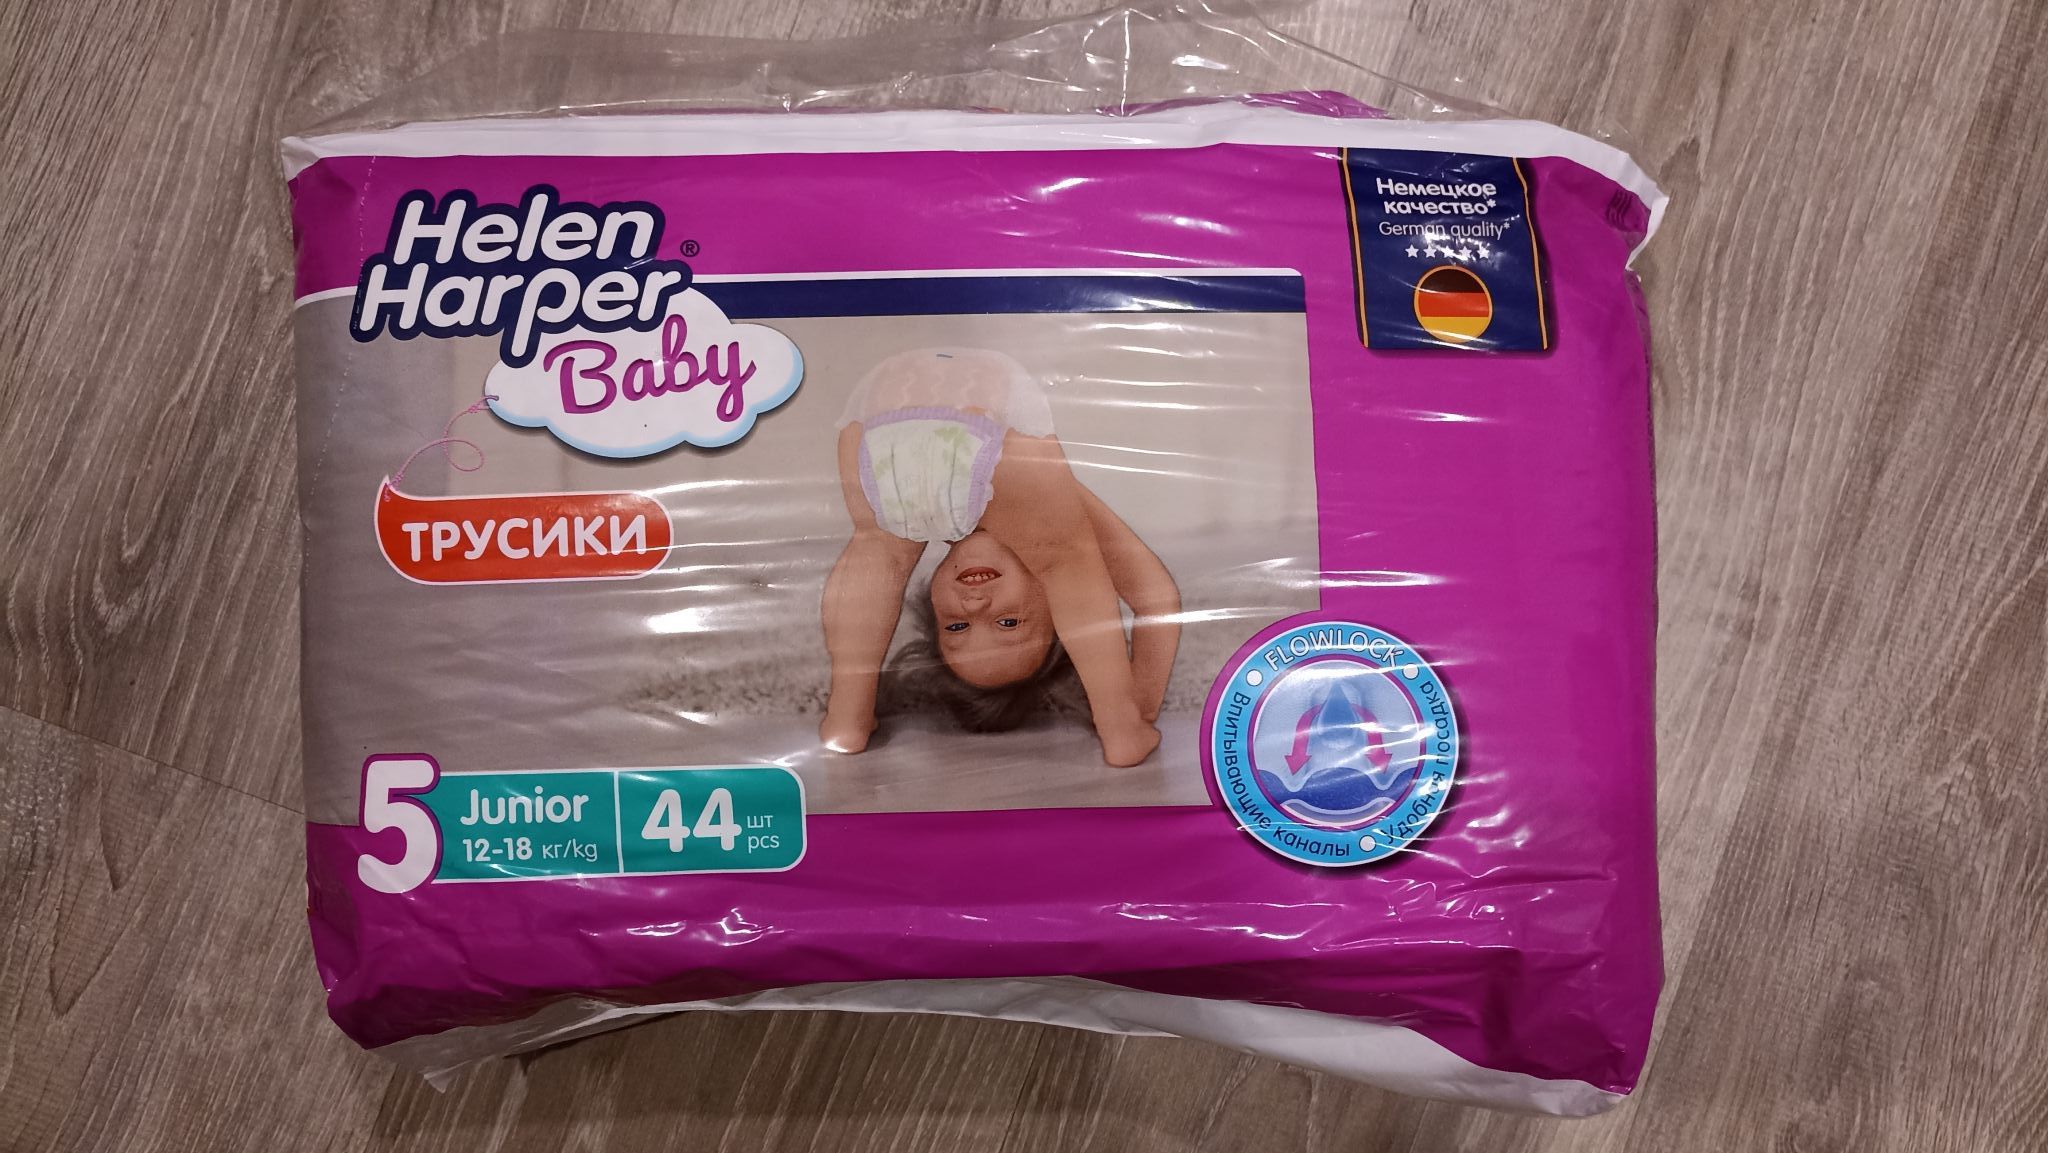 Helen
Harper ®
Baby
ТРУСИКИ
Немецкое
качество*
German quality*
FLOWLOCK
Впитывающие каналы
Удобная посадка
5
Junior
12-18 кг/kg
44 шт
pcs